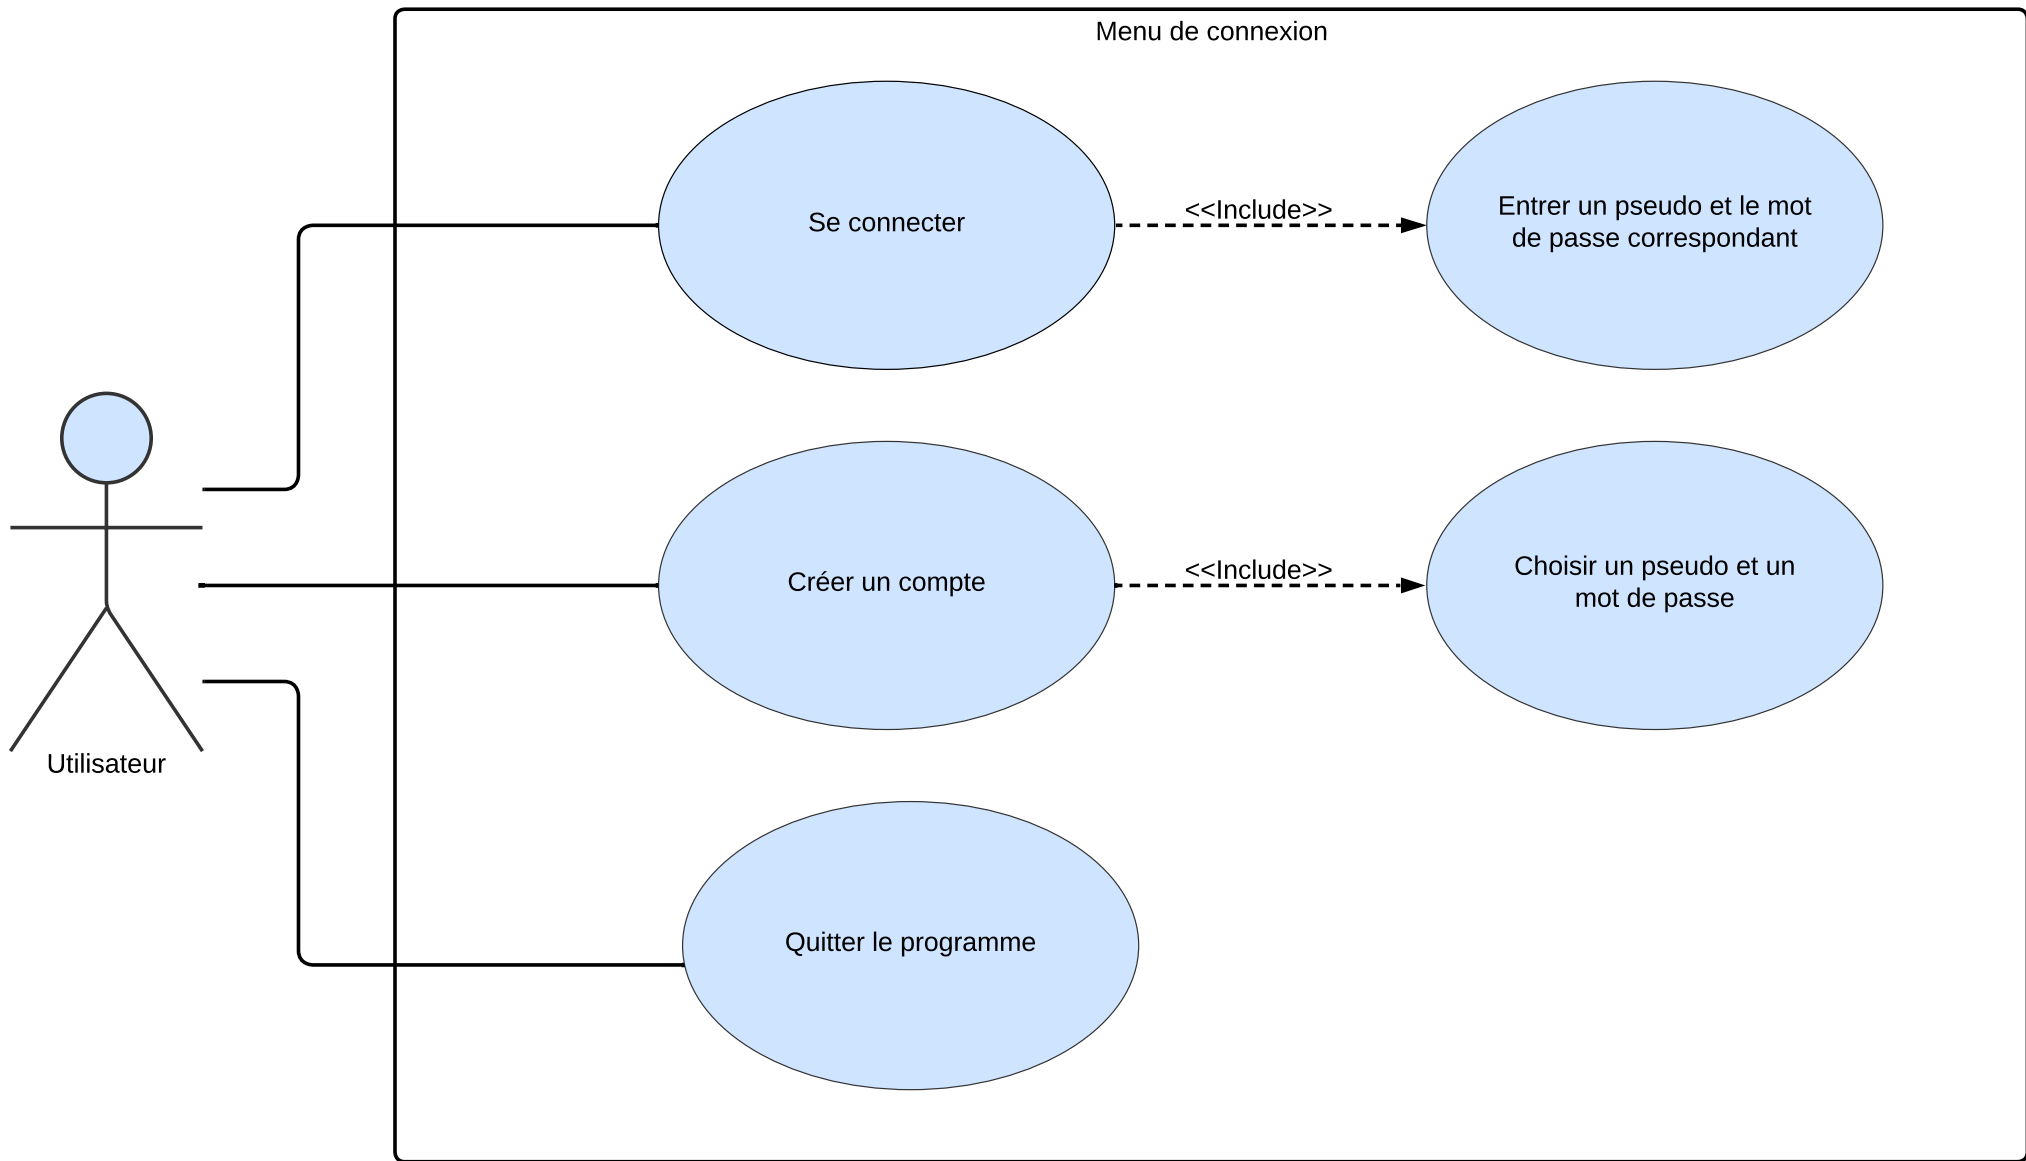 Menu de connexion
Se connecter
<<Include>>
Entrer un pseudo et le mot
de passe correspondant
Créer un compte
<<Include>>
Choisir un pseudo et un
mot de passe
Utilisateur
Quitter le programme